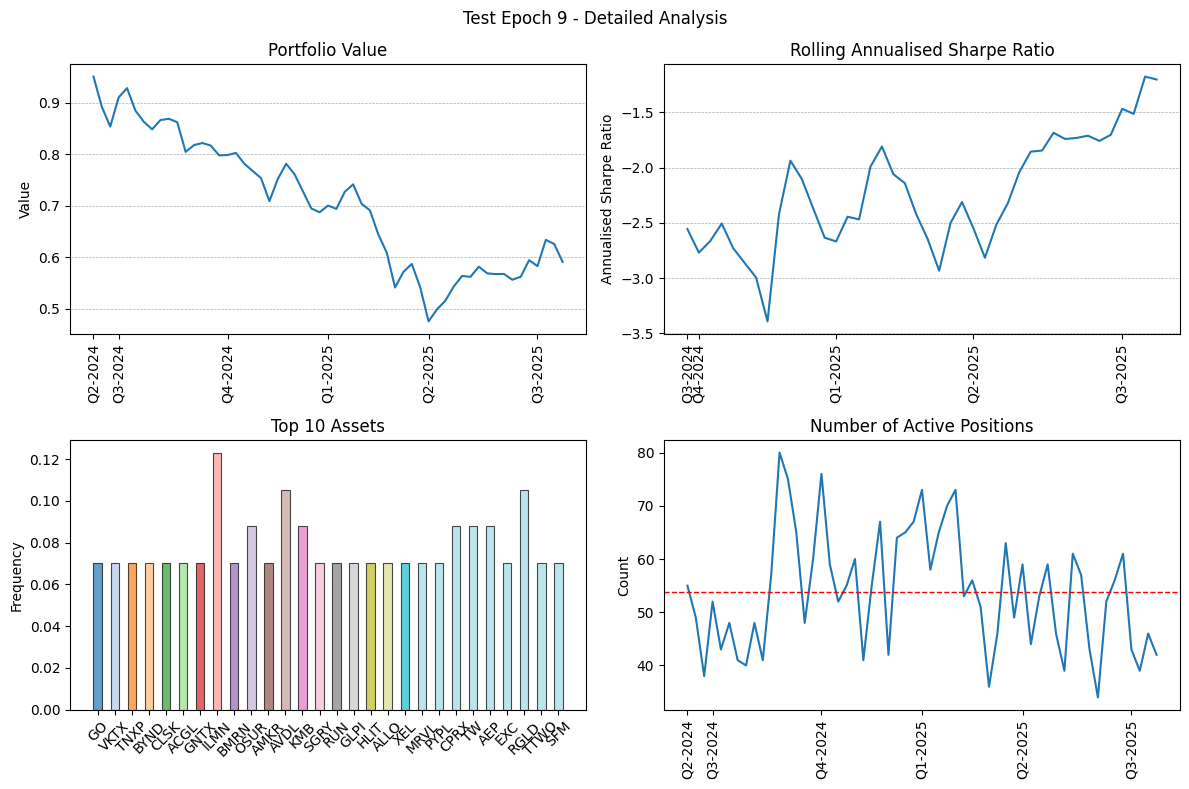 Test Epoch 9 - Detailed Analysis
Portfolio Value
Value
0.9
0.8
0.7
0.6
0.5
Q2-2024
Q3-2024
Q4-2024
Q1-2025
Q2-2025
Q3-2025
Rolling Annualised Sharpe Ratio
Annualised Sharpe Ratio
−1.5
−2.0
−2.5
−3.0
−3.5
Q3-2024
Q4-2024
Q1-2025
Q2-2025
Q3-2025
Top 10 Assets
Frequency
0.12
0.10
0.08
0.06
0.04
0.02
0.00
GO
VKTX
TNXP
BYND
CLSK
ACGL
GNTX
ILMN
BMRN
OSUR
AMKR
AVDL
KMB
SGRY
RUN
GLPI
HLIT
ALLO
XEL
MRVL
PYPL
CPRX
TW
AEP
EXC
RGLD
TTWO
SFM
Number of Active Positions
Count
80
70
60
50
40
Q2-2024
Q3-2024
Q4-2024
Q1-2025
Q2-2025
Q3-2025